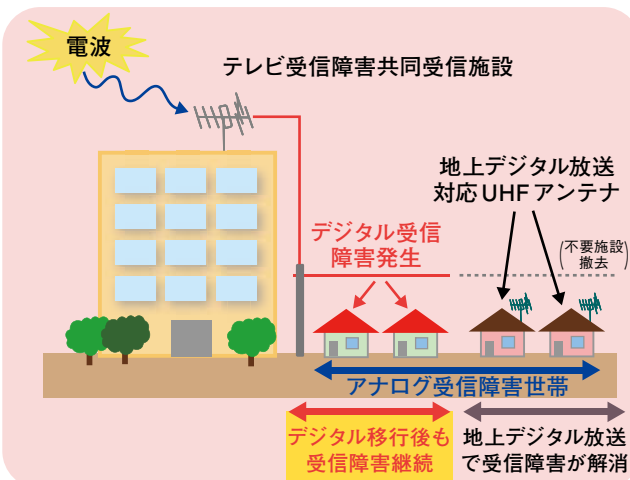 電波
テレビ受信障害共同受信施設
地上デジタル放送
対応UHFアンテナ
デジタル受信
障害発生
(不要施設
撤去)
アナログ受信障害世帯
デジタル移行後も
受信障害継続
地上デジタル放送
で受信障害が解消